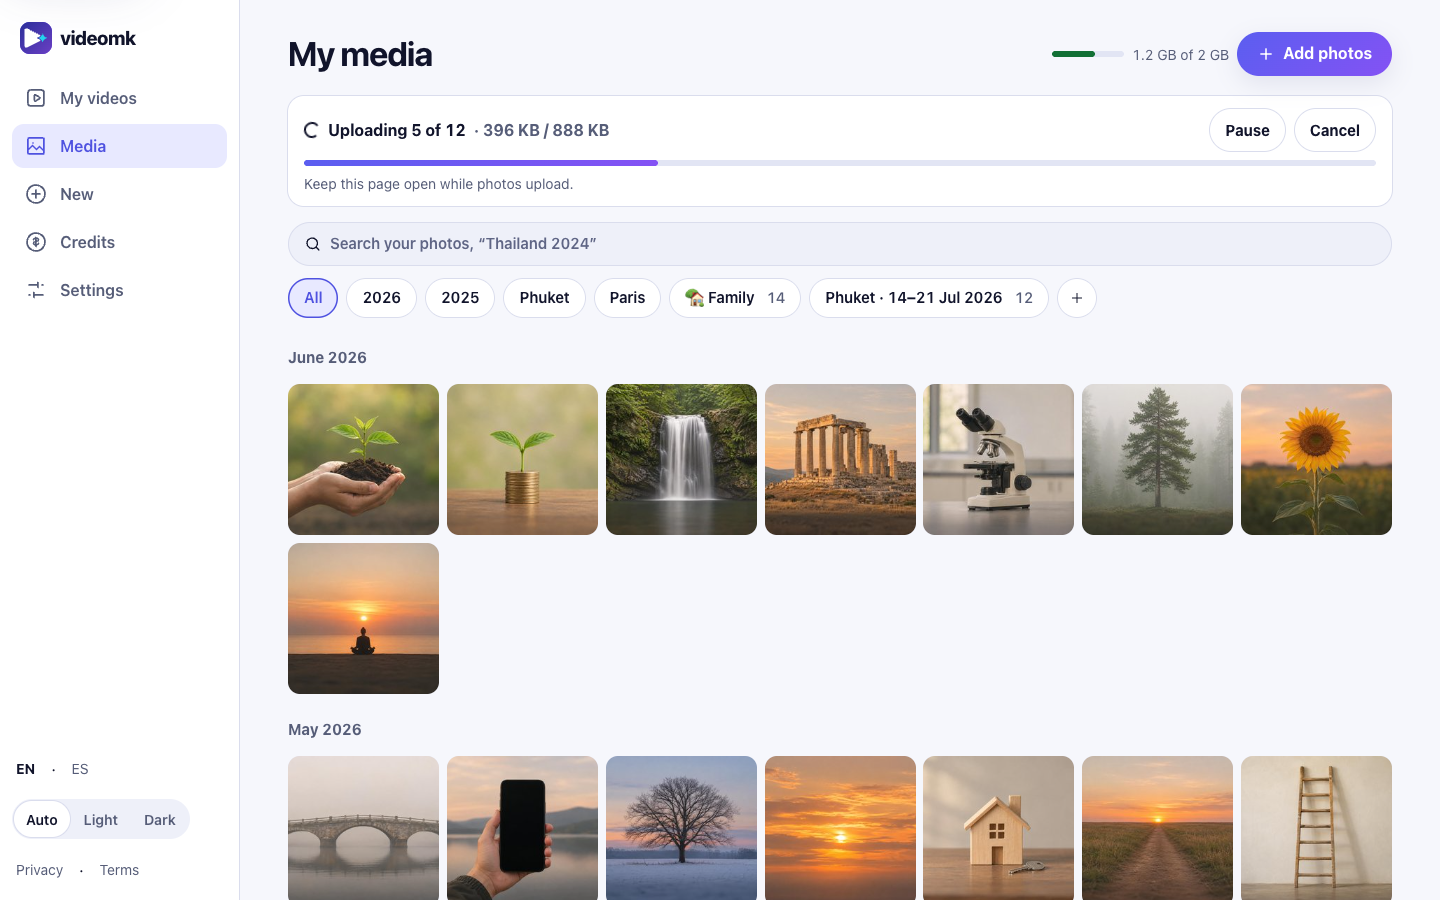 videomk
My videos
Media
New
Credits
Settings
EN · ES
Auto Light Dark
Privacy · Terms
My media
1.2 GB of 2 GB
+ Add photos
Uploading 5 of 12 · 396 KB / 888 KB
Pause
Cancel
Keep this page open while photos upload.
Search your photos, “Thailand 2024”
All
2026
2025
Phuket
Paris
🏡 Family 14
Phuket · 14–21 Jul 2026 12
+
June 2026
May 2026